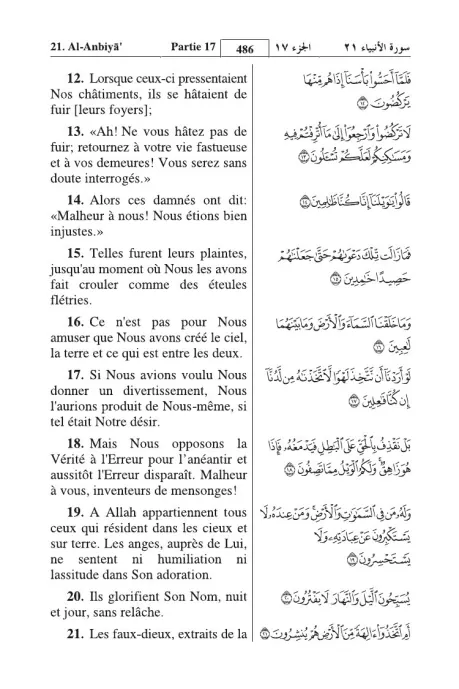 21. Al-Anbiyâ' Partie 17 486 الجزء ١٧ سورة الأنبياء ٢١
12. Lorsque ceux-ci pressentaient
Nos châtiments, ils se hâtaient de
fuir [leurs foyers];
13. «Ah! Ne vous hâtez pas de
fuir; retournez à votre vie fastueuse
et à vos demeures! Vous serez sans
doute interrogés.»
14. Alors ces damnés ont dit:
«Malheur à nous! Nous étions bien
injustes.»
15. Telles furent leurs plaintes,
jusqu'au moment où Nous les avons
fait crouler comme des éteules
flétries.
16. Ce n'est pas pour Nous
amuser que Nous avons créé le ciel,
la terre et ce qui est entre les deux.
17. Si Nous avions voulu Nous
donner un divertissement, Nous
l'aurions produit de Nous-même, si
tel était Notre désir.
18. Mais Nous opposons la
Vérité à l'Erreur pour l’anéantir et
aussitôt l'Erreur disparaît. Malheur
à vous, inventeurs de mensonges!
19. A Allah appartiennent tous
ceux qui résident dans les cieux et
sur terre. Les anges, auprès de Lui,
ne sentent ni humiliation ni
lassitude dans Son adoration.
20. Ils glorifient Son Nom, nuit
et jour, sans relâche.
21. Les faux-dieux, extraits de la
فَلَمَّآ أَحَسُّوا۟ بَأْسَنَآ إِذَا هُم مِّنْهَا
يَرْكُضُونَ ١٢
لَا تَرْكُضُوا۟ وَٱرْجِعُوٓا۟ إِلَىٰ مَآ أُتْرِفْتُمْ فِيهِ
وَمَسَٰكِنِكُمْ لَعَلَّكُمْ تُسْـَٔلُونَ ١٣
قَالُوا۟ يَٰوَيْلَنَآ إِنَّا كُنَّا ظَٰلِمِينَ ١٤
فَمَا زَالَت تِّلْكَ دَعْوَىٰهُمْ حَتَّىٰ جَعَلْنَٰهُمْ
حَصِيدًا خَٰمِدِينَ ١٥
وَمَا خَلَقْنَا ٱلسَّمَآءَ وَٱلْأَرْضَ وَمَا بَيْنَهُمَا
لَٰعِبِينَ ١٦
لَوْ أَرَدْنَآ أَن نَّتَّخِذَ لَهْوًا لَّٱتَّخَذْنَٰهُ مِن لَّدُنَّآ
إِن كُنَّا فَٰعِلِينَ ١٧
بَلْ نَقْذِفُ بِٱلْحَقِّ عَلَى ٱلْبَٰطِلِ فَيَدْمَغُهُۥ فَإِذَا
هُوَ زَاهِقٌ ۚ وَلَكُمُ ٱلْوَيْلُ مِمَّا تَصِفُونَ ١٨
وَلَهُۥ مَن فِى ٱلسَّمَٰوَٰتِ وَٱلْأَرْضِ ۚ وَمَنْ عِندَهُۥ لَا
يَسْتَكْبِرُونَ عَنْ عِبَادَتِهِۦ وَلَا
يَسْتَحْسِرُونَ ١٩
يُسَبِّحُونَ ٱلَّيْلَ وَٱلنَّهَارَ لَا يَفْتُرُونَ ٢٠
أَمِ ٱتَّخَذُوٓا۟ ءَالِهَةً مِّنَ ٱلْأَرْضِ هُمْ يُنشِرُونَ ٢١